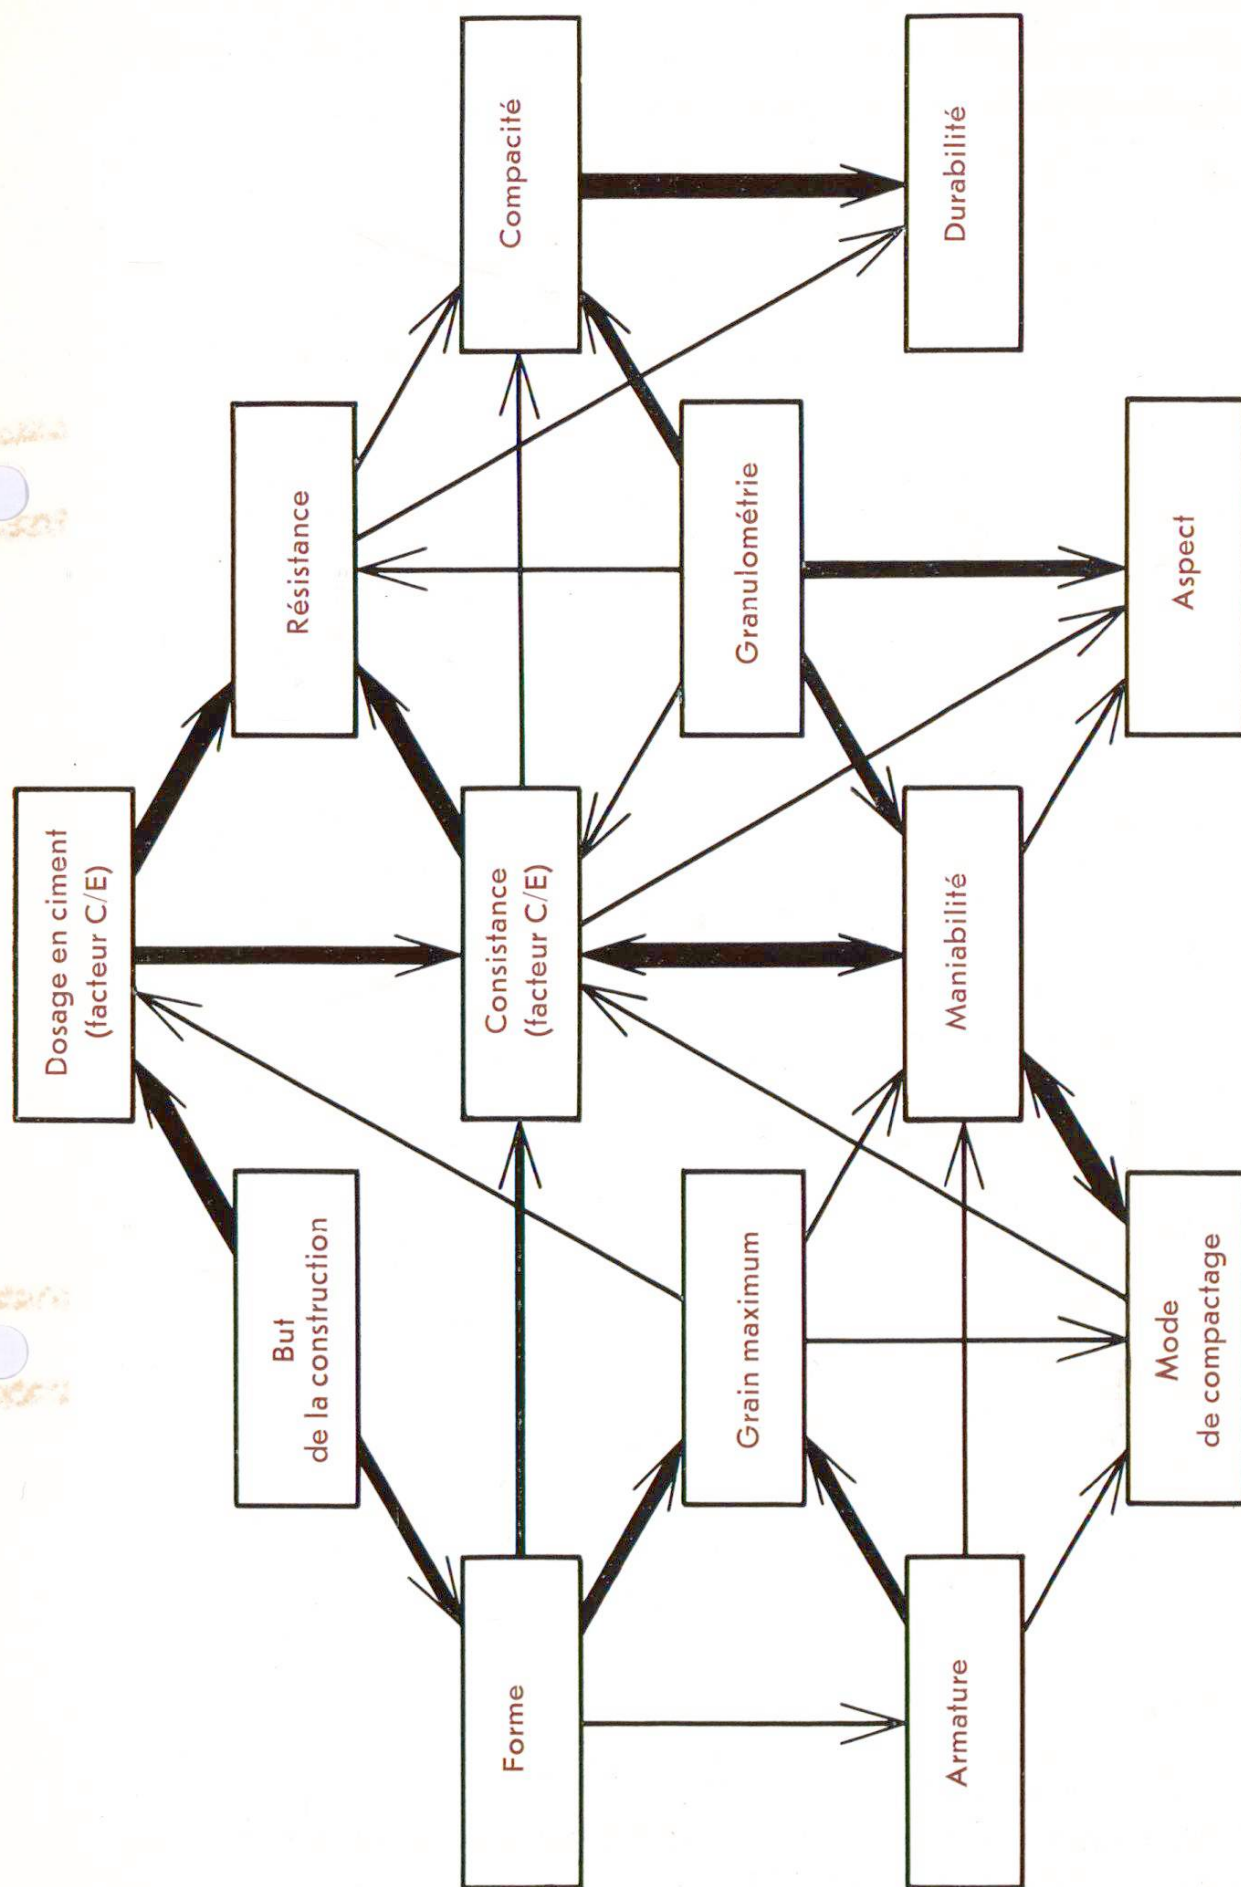 Dosage en ciment
(facteur C/E)
But
de la construction
Résistance
Forme
Consistance
(facteur C/E)
Compacité
Grain maximum
Granulométrie
Armature
Maniabilité
Durabilité
Mode
de compactage
Aspect